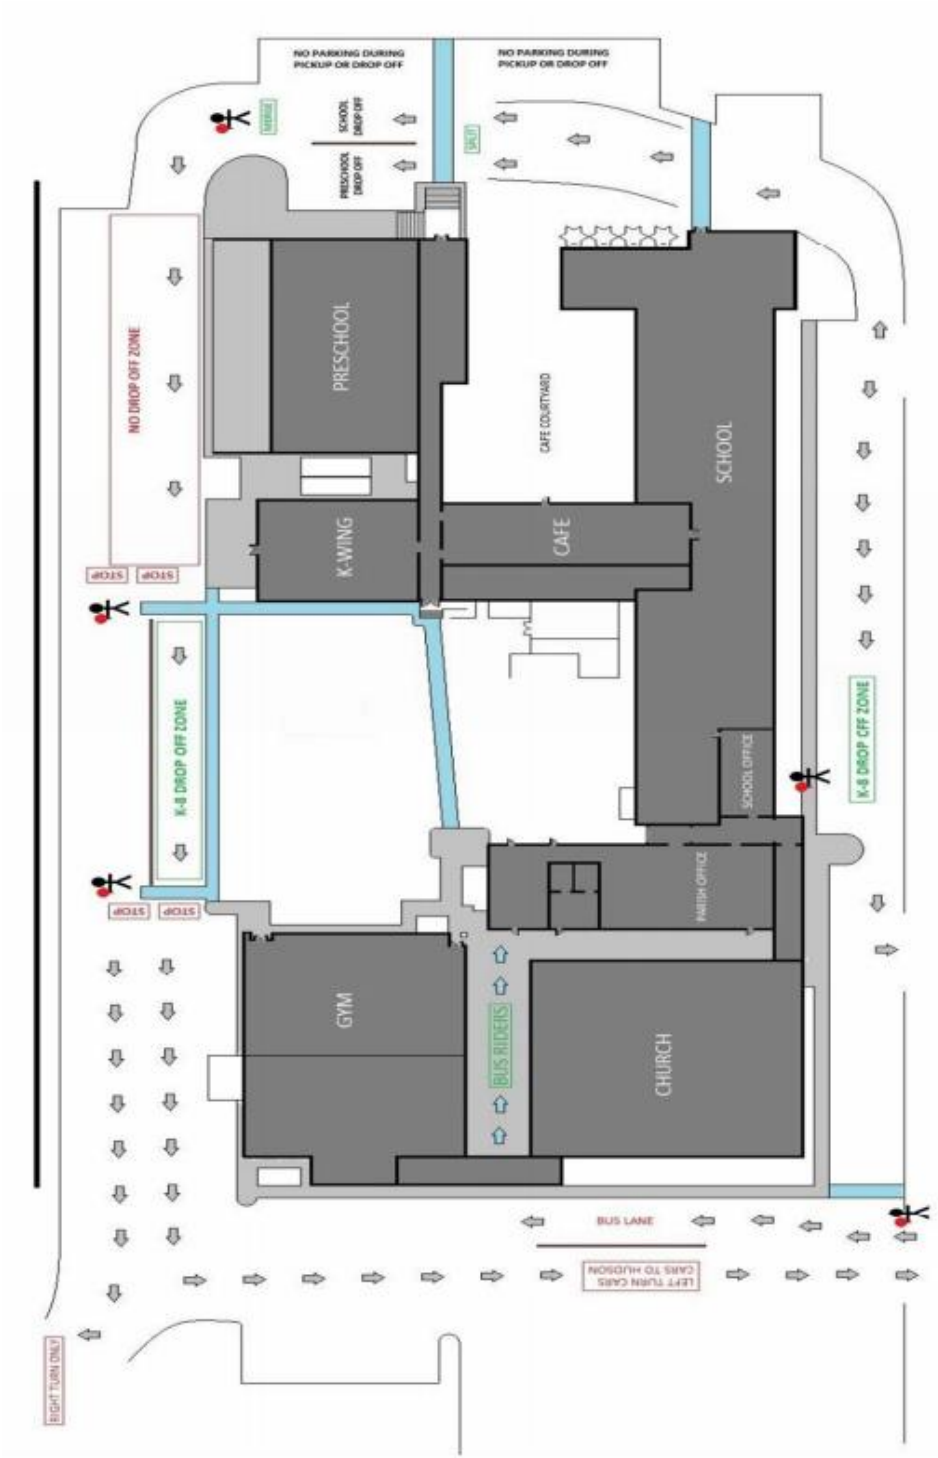 NO PARKING DURING
PICKUP OR DROP OFF
NO PARKING DURING
PICKUP OR DROP OFF
MERGE
SCHOOL
DROP OFF
PRESCHOOL
DROP OFF
SPLIT
NO DROP OFF ZONE
PRESCHOOL
CAFE COURTYARD
SCHOOL
K-WING
CAFE
STOP
STOP
K-8 DROP OFF ZONE
K-8 DROP CFF ZONE
SCHOOL OFFICE
PARISH OFFICE
STOP
STOP
GYM
BUS RIDERS
CHURCH
BUS LANE
LEFT TURN CARS
CARS TO HUDSON
RIGHT TURN ONLY